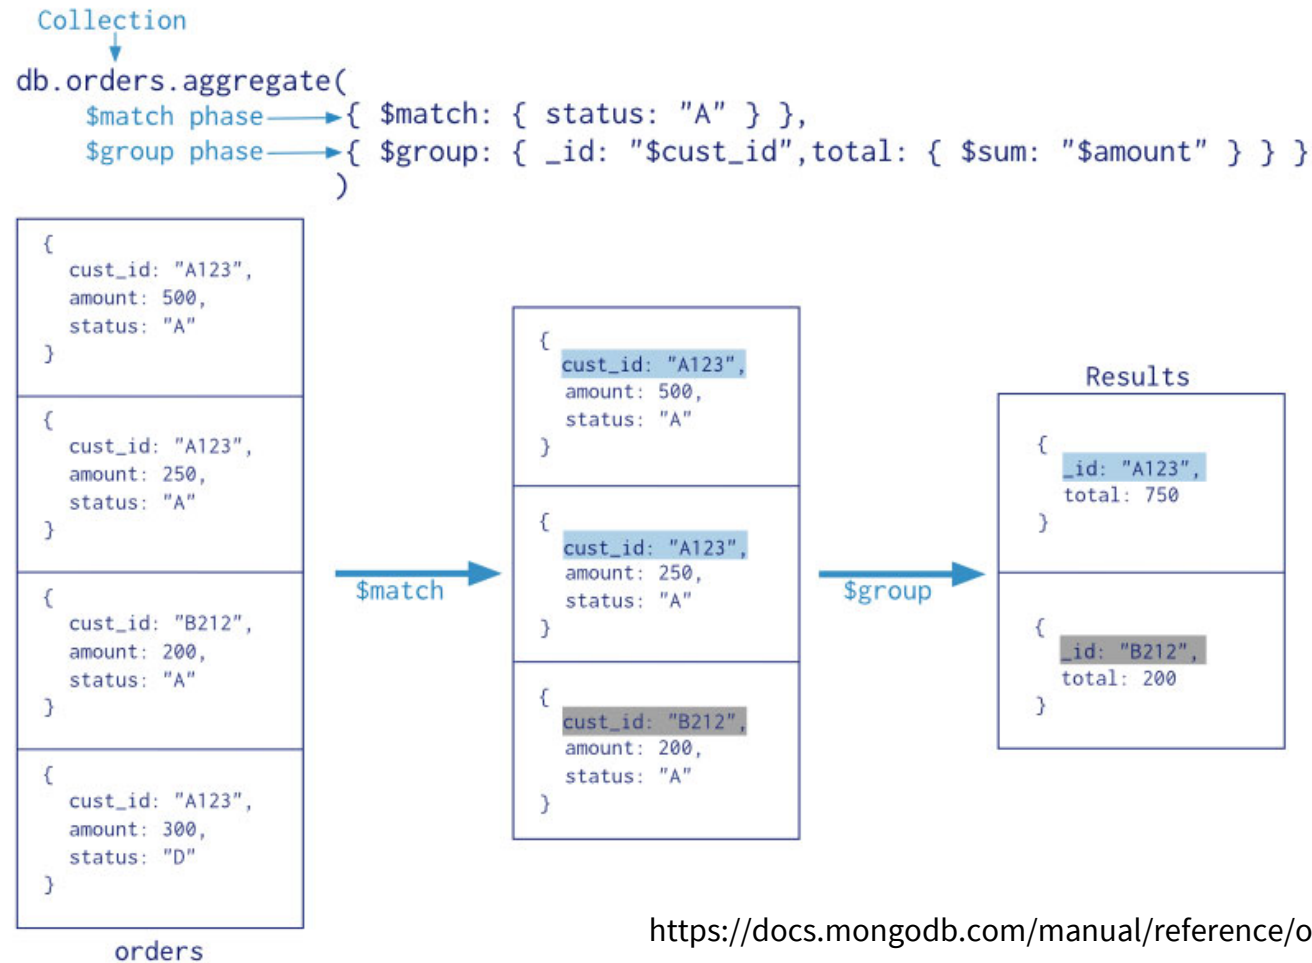 Collection
db.orders.aggregate(
$match phase { $match: { status: "A" } },
$group phase { $group: { _id: "$cust_id",total: { $sum: "$amount" } } }
)
{
cust_id: "A123",
amount: 500,
status: "A"
}
{
cust_id: "A123",
amount: 250,
status: "A"
}
{
cust_id: "B212",
amount: 200,
status: "A"
}
{
cust_id: "A123",
amount: 300,
status: "D"
}
orders
$match
{
cust_id: "A123",
amount: 500,
status: "A"
}
{
cust_id: "A123",
amount: 250,
status: "A"
}
{
cust_id: "B212",
amount: 200,
status: "A"
}
$group
Results
{
_id: "A123",
total: 750
}
{
_id: "B212",
total: 200
}
https://docs.mongodb.com/manual/reference/o